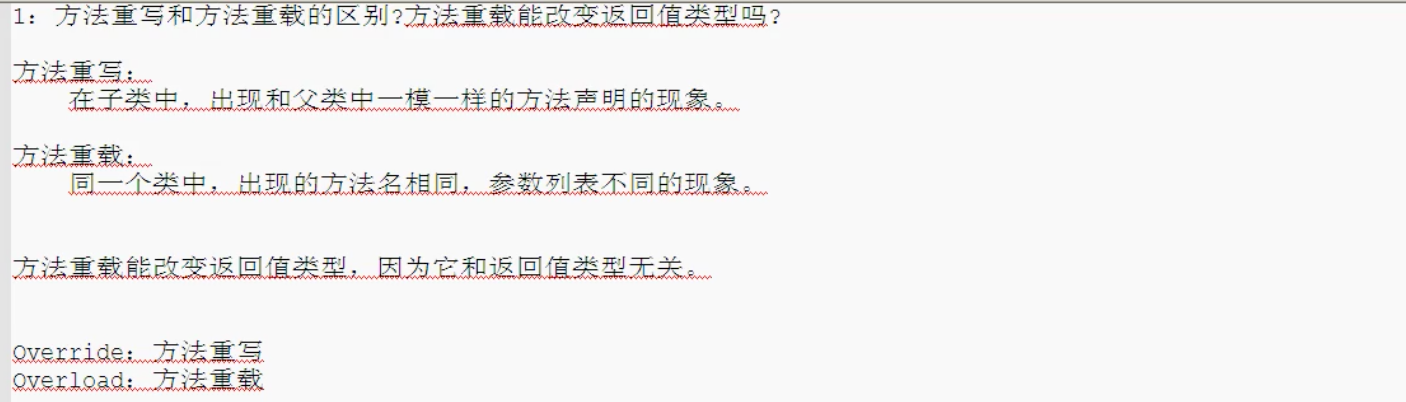 1: 方法重写和方法重载的区别?方法重载能改变返回值类型吗?
方法重写：
在子类中，出现和父类中一模一样的方法声明的现象。
方法重载：
同一个类中，出现的方法名相同，参数列表不同的现象。
方法重载能改变返回值类型，因为它和返回值类型无关。
Override：方法重写
Overload：方法重载